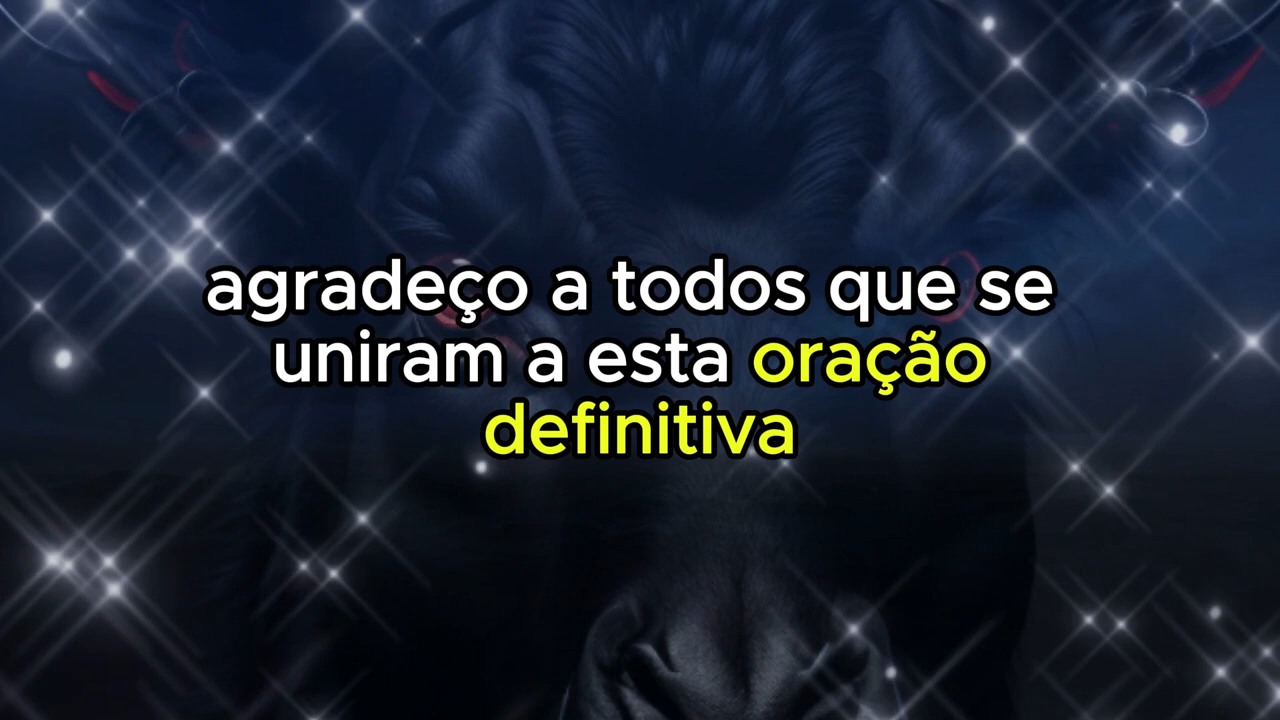 agradeço a todos que se
uniram a esta oração
definitiva